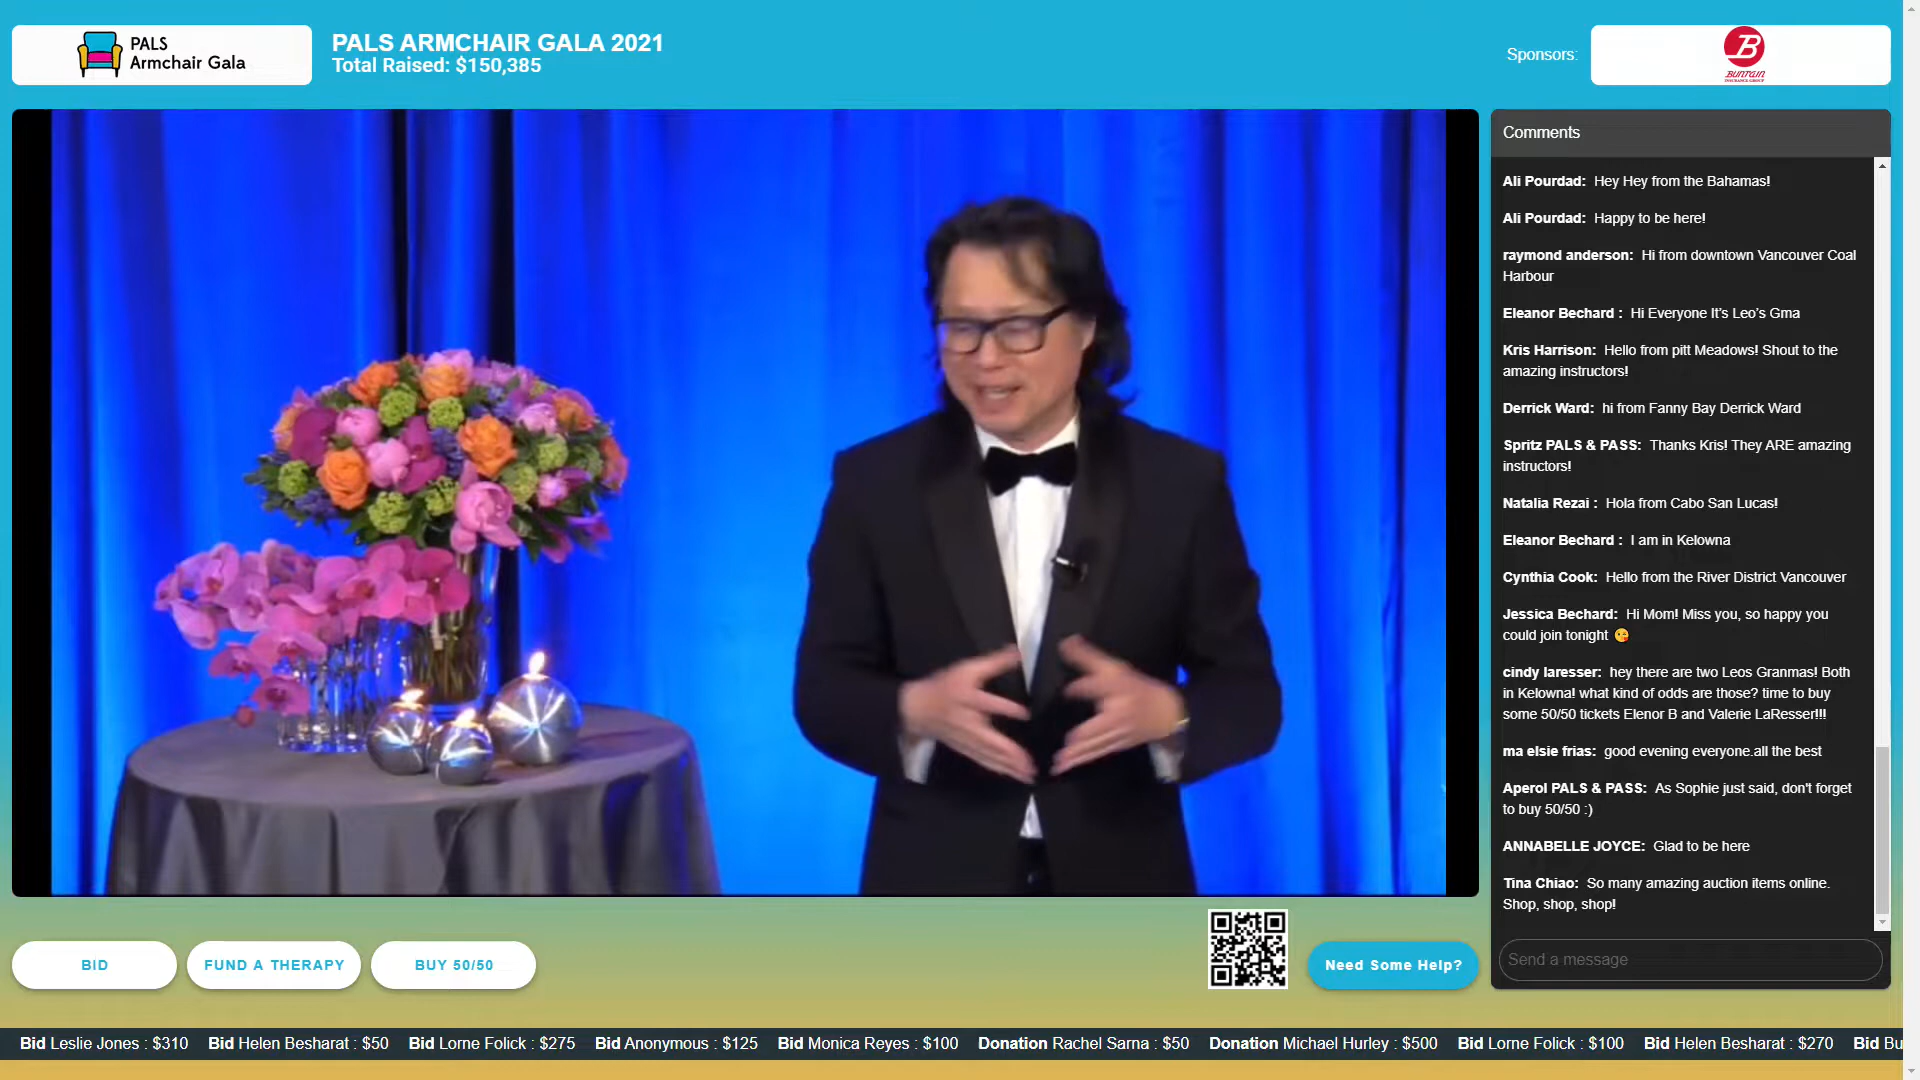 PALS
Armchair Gala
PALS ARMCHAIR GALA 2021
Total Raised: $150,385
Sponsors:
B
BUNTAIN
INSURANCE GROUP
Comments
Ali Pourdad: Hey Hey from the Bahamas!
Ali Pourdad: Happy to be here!
raymond anderson: Hi from downtown Vancouver Coal
Harbour
Eleanor Bechard : Hi Everyone It's Leo's Gma
Kris Harrison: Hello from pitt Meadows! Shout to the
amazing instructors!
Derrick Ward: hi from Fanny Bay Derrick Ward
Spritz PALS & PASS: Thanks Kris! They ARE amazing
instructors!
Natalia Rezai : Hola from Cabo San Lucas!
Eleanor Bechard : I am in Kelowna
Cynthia Cook: Hello from the River District Vancouver
Jessica Bechard: Hi Mom! Miss you, so happy you
could join tonight 😘
cindy laresser: hey there are two Leos Granmas! Both
in Kelowna! what kind of odds are those? time to buy
some 50/50 tickets Elenor B and Valerie LaResser!!!
ma elsie frias: good evening everyone.all the best
Aperol PALS & PASS: As Sophie just said, don't forget
to buy 50/50 :)
ANNABELLE JOYCE: Glad to be here
Tina Chiao: So many amazing auction items online.
Shop, shop, shop!
Send a message
BID
FUND A THERAPY
BUY 50/50
Need Some Help?
Bid Leslie Jones : $310 Bid Helen Besharat : $50 Bid Lorne Folick : $275 Bid Anonymous : $125 Bid Monica Reyes : $100 Donation Rachel Sarna : $50 Donation Michael Hurley : $500 Bid Lorne Folick : $100 Bid Helen Besharat : $270 Bid Bu